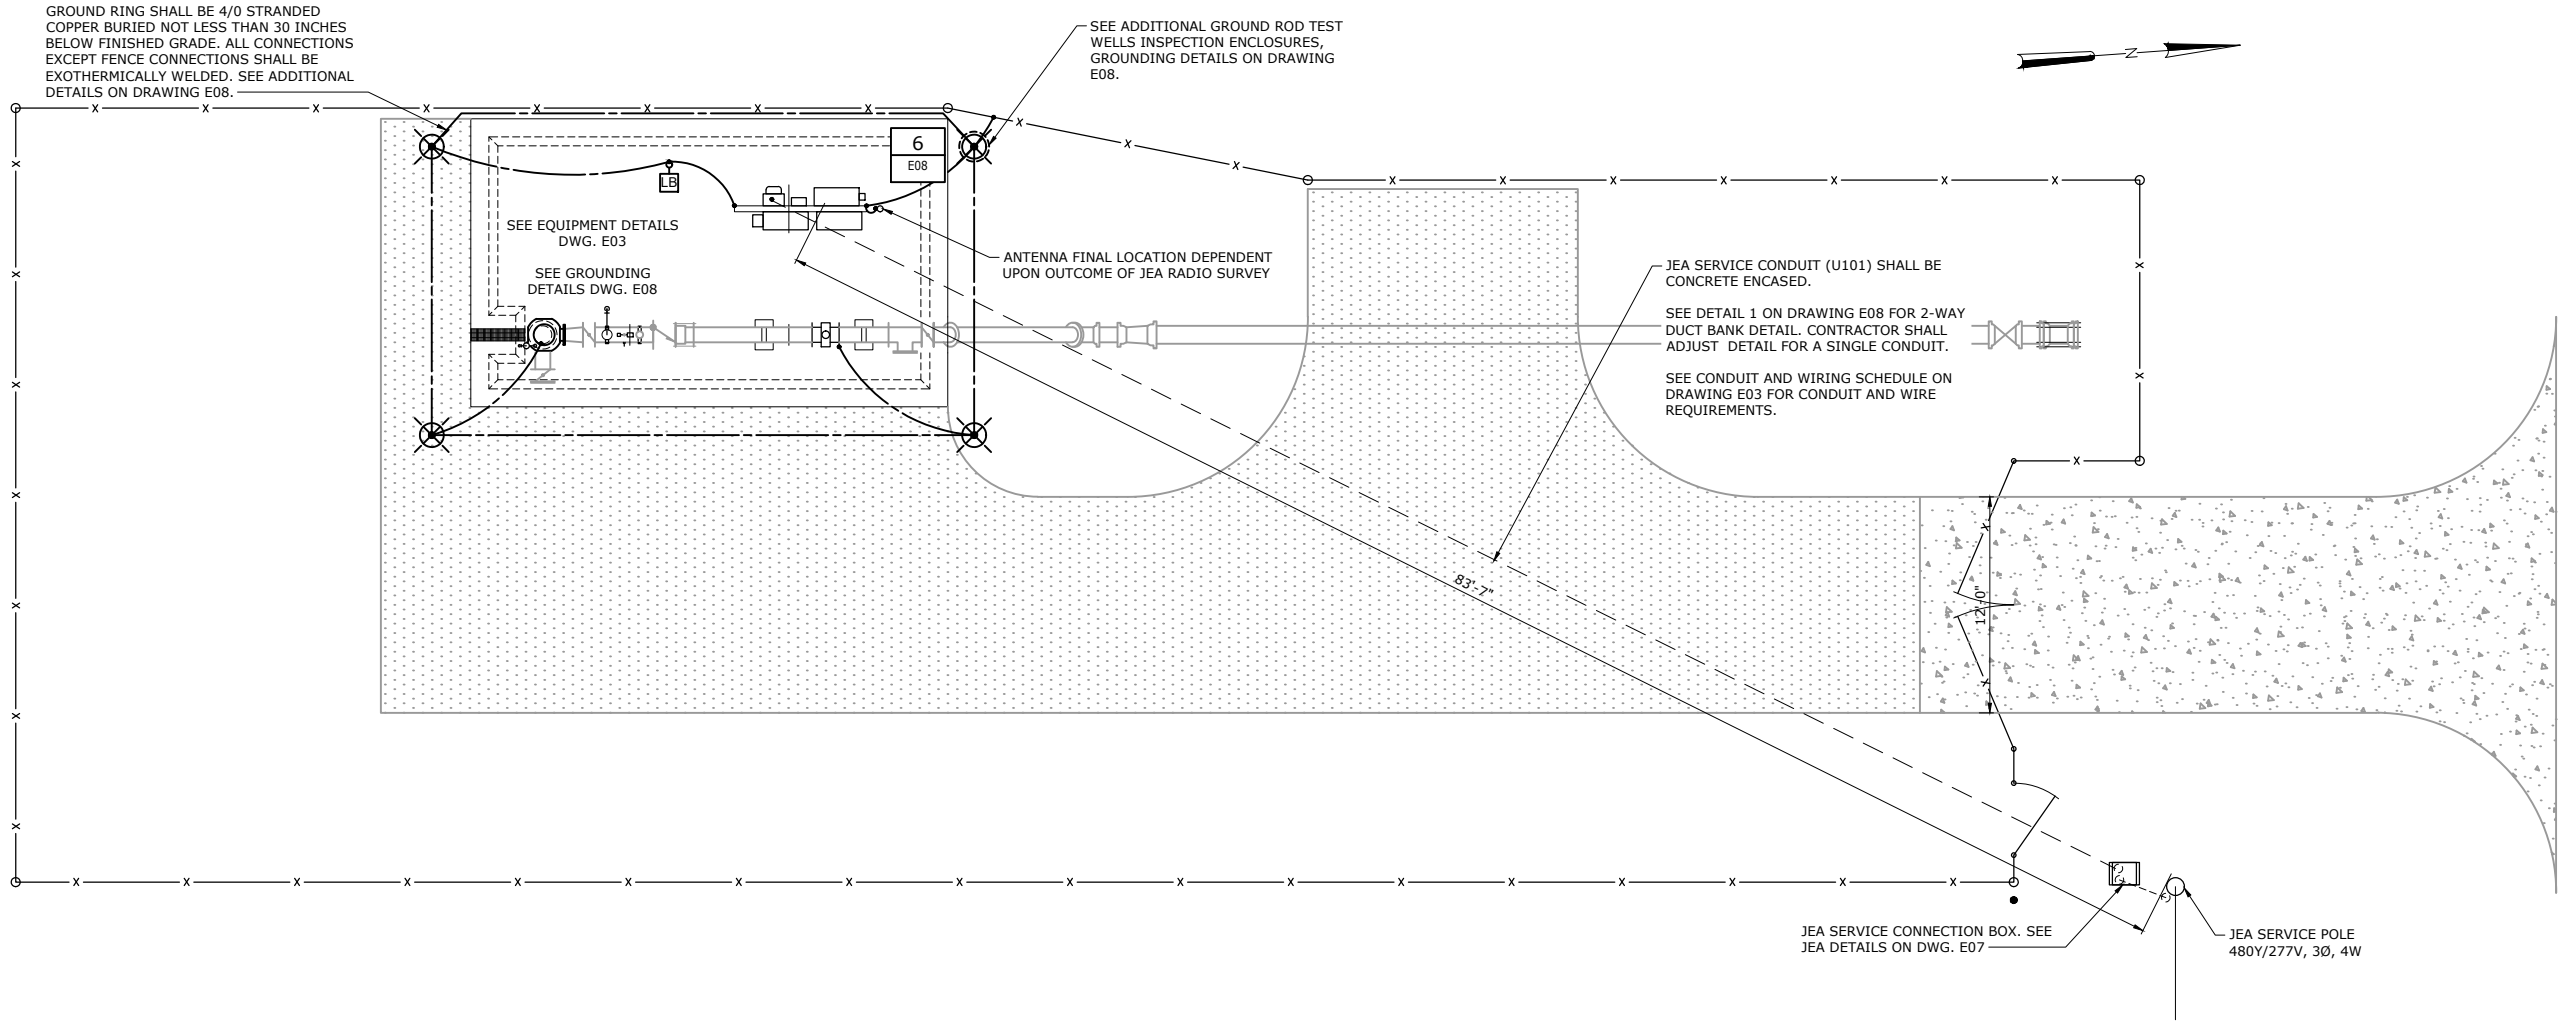 GROUND RING SHALL BE 4/0 STRANDED
COPPER BURIED NOT LESS THAN 30 INCHES
BELOW FINISHED GRADE. ALL CONNECTIONS
EXCEPT FENCE CONNECTIONS SHALL BE
EXOTHERMICALLY WELDED. SEE ADDITIONAL
DETAILS ON DRAWING E08.
SEE ADDITIONAL GROUND ROD TEST
WELLS INSPECTION ENCLOSURES,
GROUNDING DETAILS ON DRAWING
E08.
N
6
E08
LB
SEE EQUIPMENT DETAILS
DWG. E03
SEE GROUNDING
DETAILS DWG. E08
ANTENNA FINAL LOCATION DEPENDENT
UPON OUTCOME OF JEA RADIO SURVEY
JEA SERVICE CONDUIT (U101) SHALL BE
CONCRETE ENCASED.
SEE DETAIL 1 ON DRAWING E08 FOR 2-WAY
DUCT BANK DETAIL. CONTRACTOR SHALL
ADJUST DETAIL FOR A SINGLE CONDUIT.
SEE CONDUIT AND WIRING SCHEDULE ON
DRAWING E03 FOR CONDUIT AND WIRE
REQUIREMENTS.
83'-7"
12'-0"
JEA SERVICE CONNECTION BOX. SEE
JEA DETAILS ON DWG. E07
JEA SERVICE POLE
480Y/277V, 3Ø, 4W